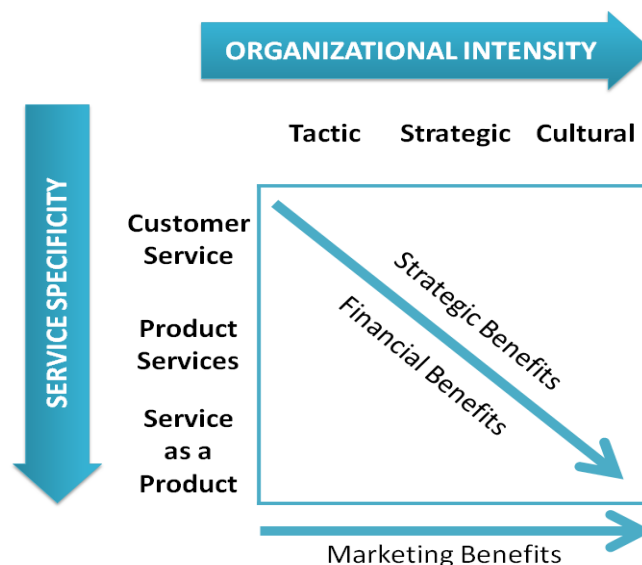 ORGANIZATIONAL INTENSITY
Tactic Strategic Cultural
SERVICE SPECIFICITY
Customer
Service
Product
Services
Service
as a
Product
Strategic Benefits
Financial Benefits
Marketing Benefits